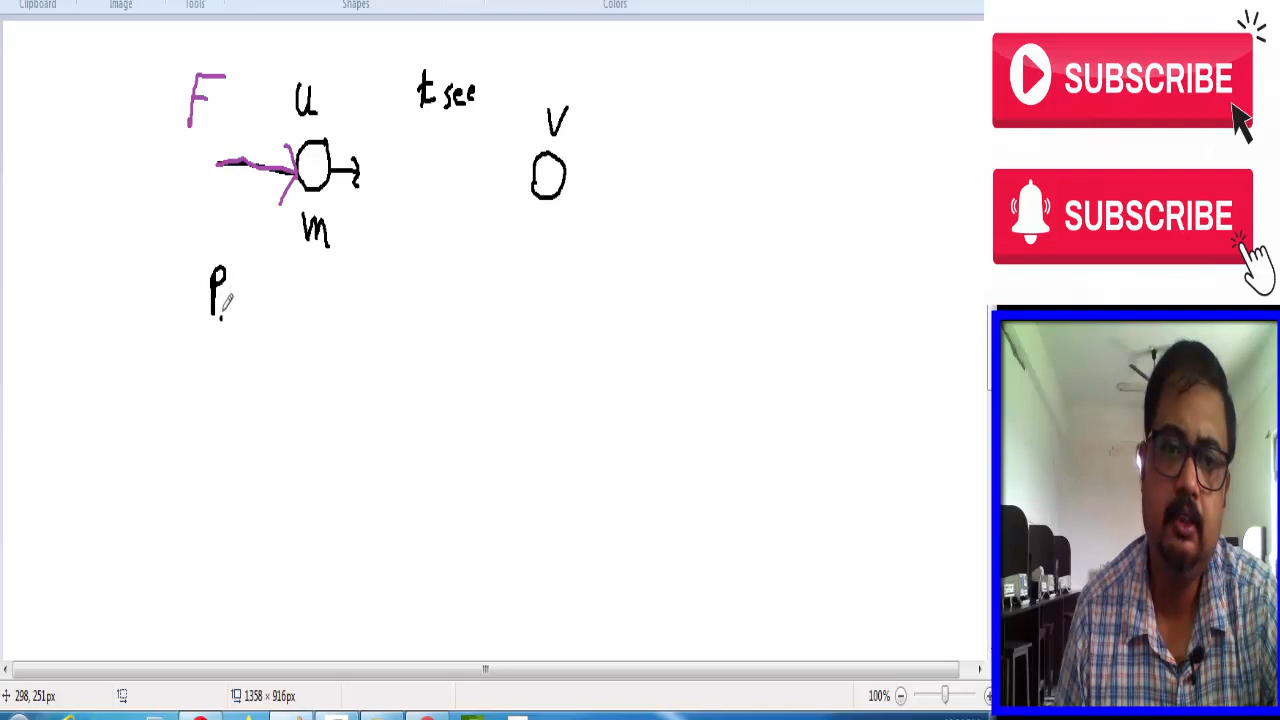 Clipboard Image Tools Shapes Colors
F u t sec v
m
P.
SUBSCRIBE
SUBSCRIBE
298, 251px 1358 × 916px 100%